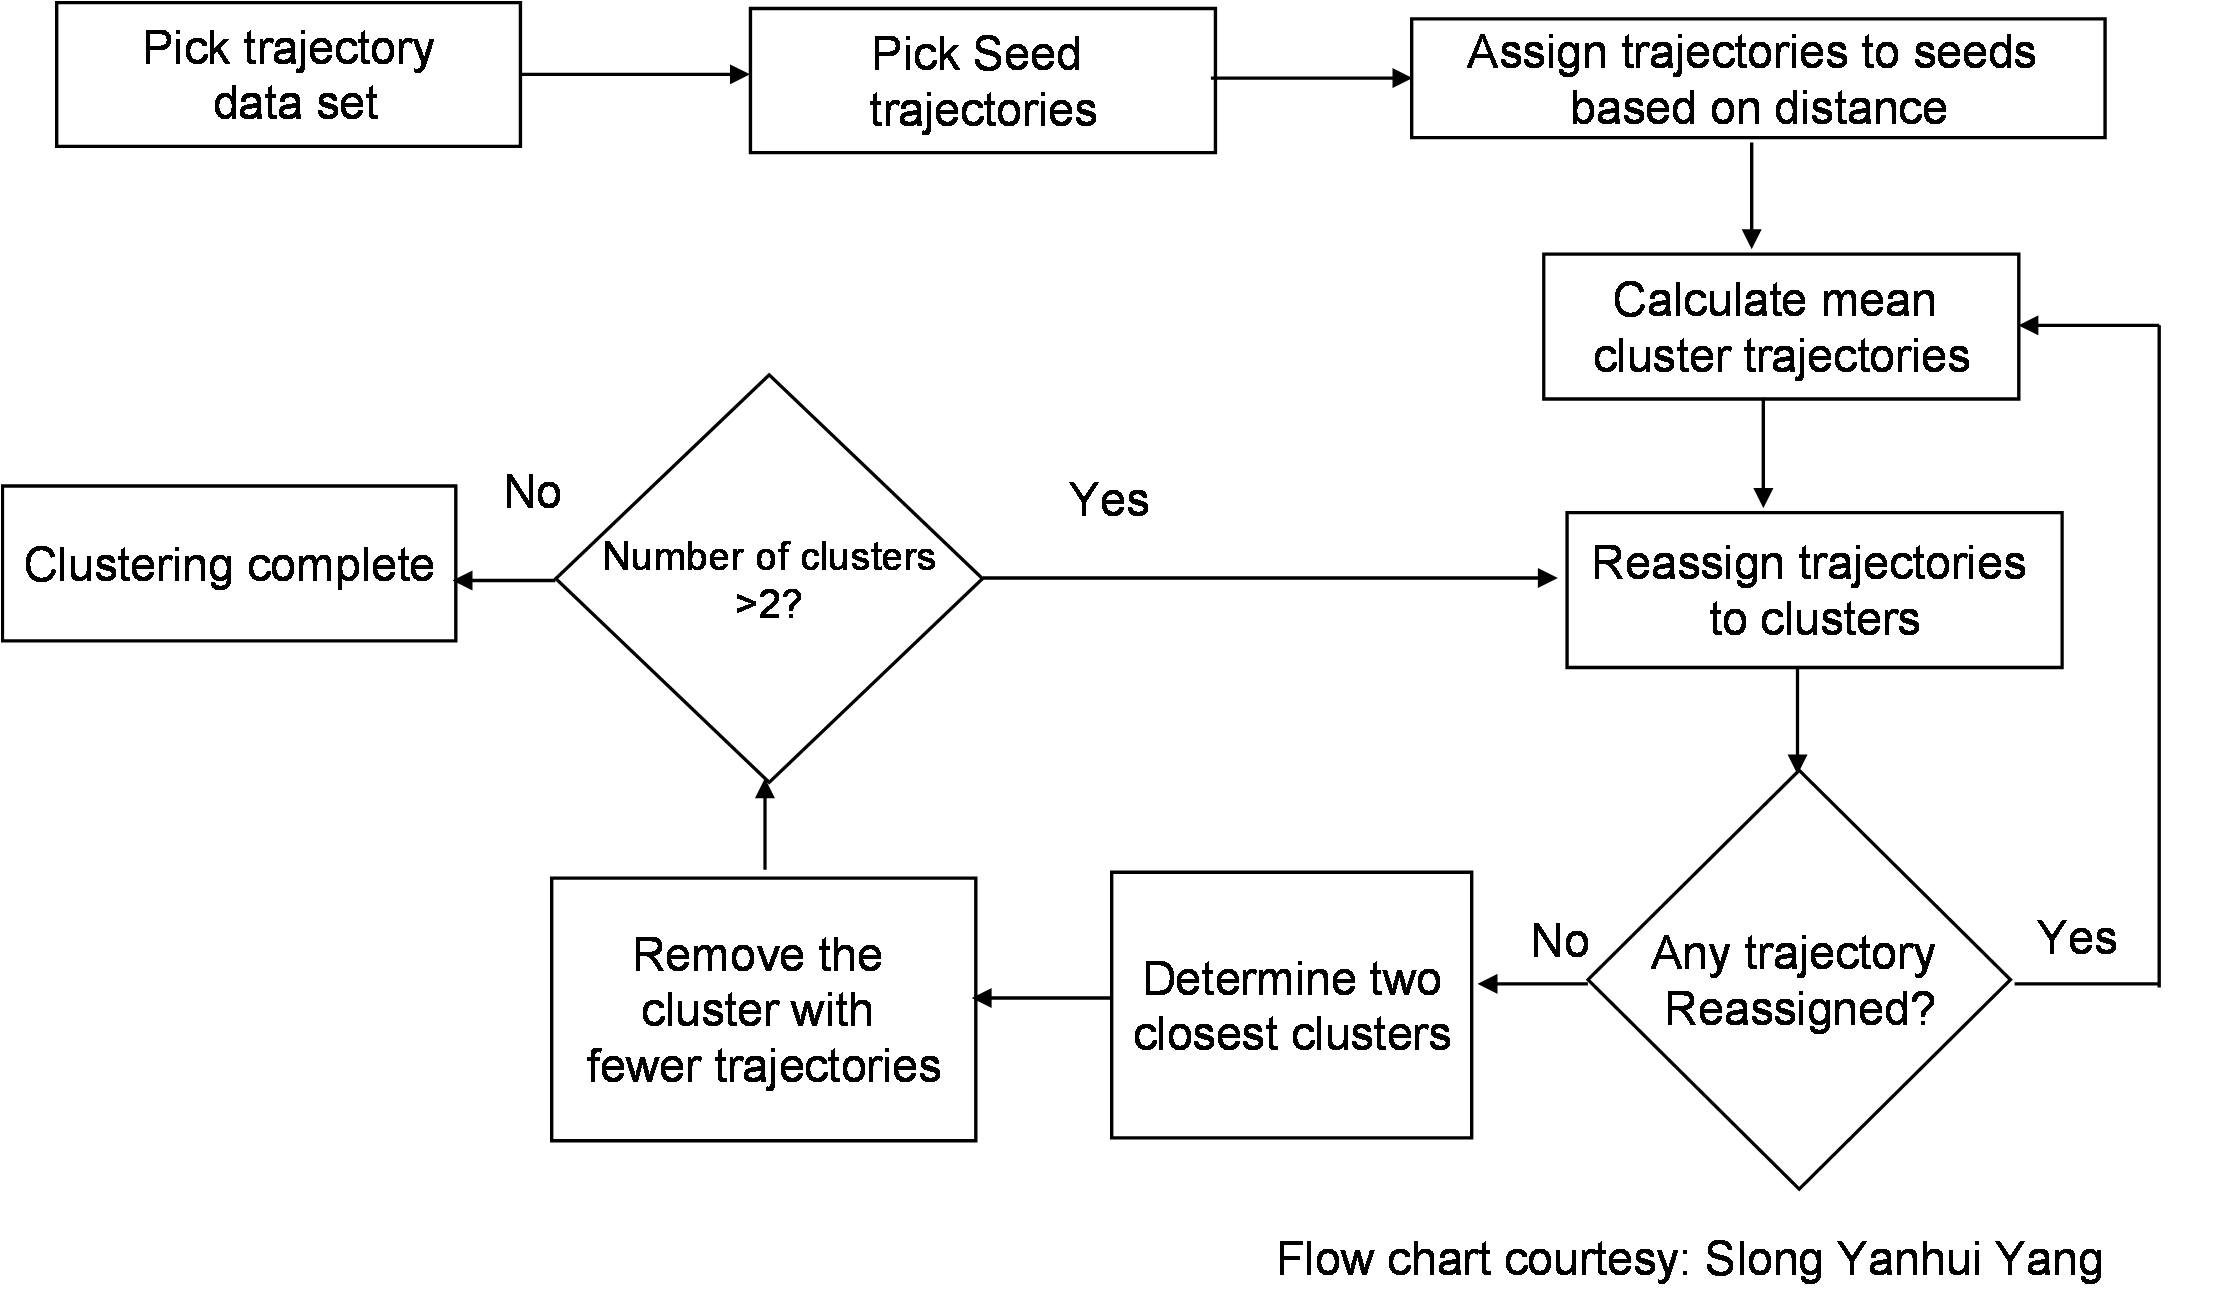 Pick trajectory
data set
Pick Seed
trajectories
Assign trajectories to seeds
based on distance
Calculate mean
cluster trajectories
Reassign trajectories
to clusters
Any trajectory
Reassigned?
Yes
No
Determine two
closest clusters
Remove the
cluster with
fewer trajectories
Number of clusters
>2?
Yes
No
Clustering complete
Flow chart courtesy: Slong Yanhui Yang